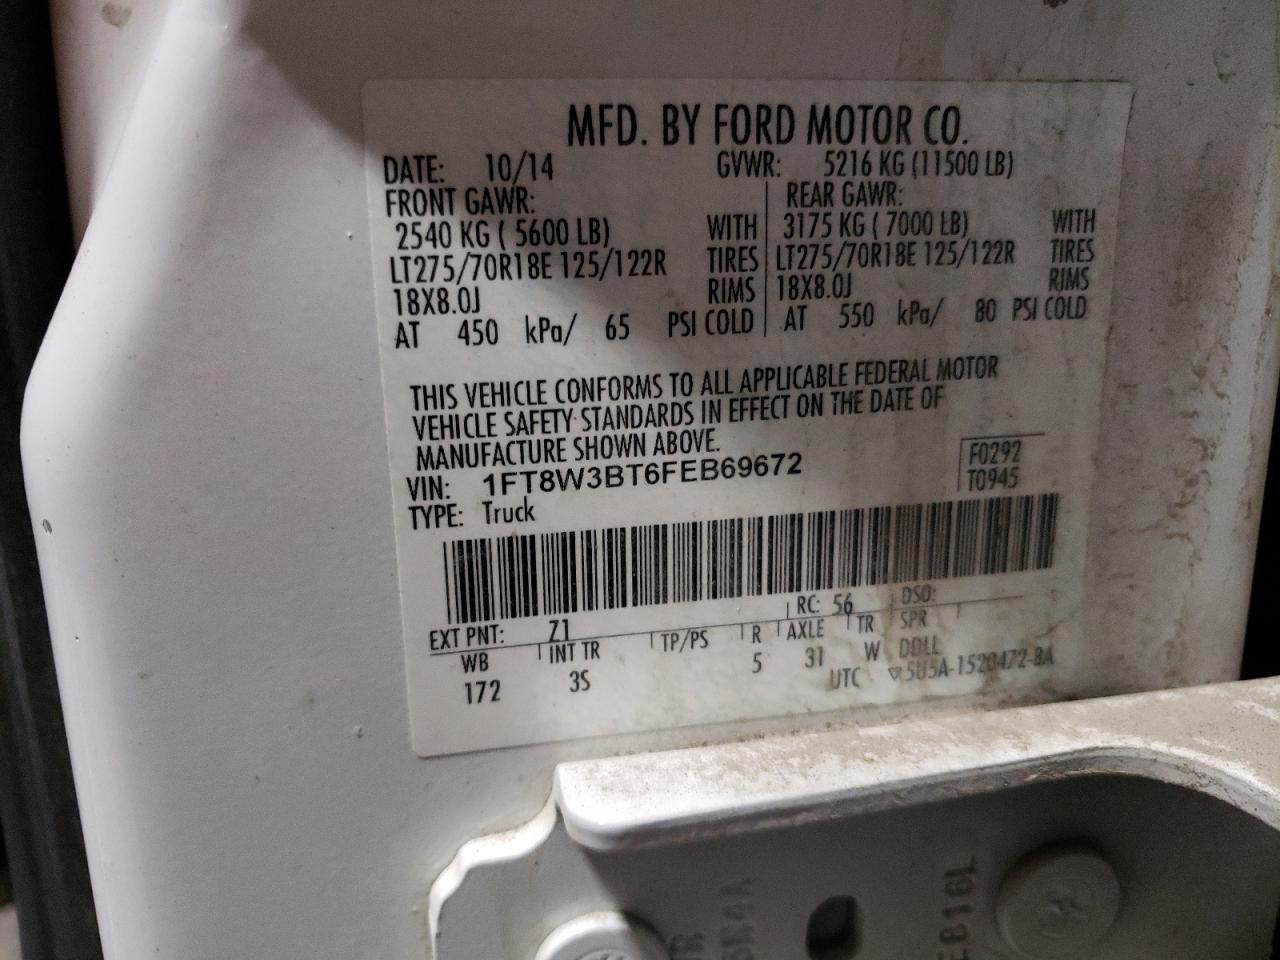 MFD. BY FORD MOTOR CO.
DATE: 10/14 GVWR: 5216 KG (11500 LB)
FRONT GAWR: REAR GAWR:
2540 KG ( 5600 LB) WITH 3175 KG ( 7000 LB) WITH
LT275/70R18E 125/122R TIRES LT275/70R18E 125/122R TIRES
18X8.0J RIMS 18X8.0J RIMS
AT 450 kPa/ 65 PSI COLD AT 550 kPa/ 80 PSI COLD
THIS VEHICLE CONFORMS TO ALL APPLICABLE FEDERAL MOTOR
VEHICLE SAFETY STANDARDS IN EFFECT ON THE DATE OF
MANUFACTURE SHOWN ABOVE.
VIN: 1FT8W3BT6FEB69672
F0292
T0945
TYPE: Truck
EXT PNT: Z1 RC: 56 DSO:
WB INT TR TP/PS R AXLE TR SPR
172 3S 5 31 W DDLL
UTC 5U5A-1520472-BA